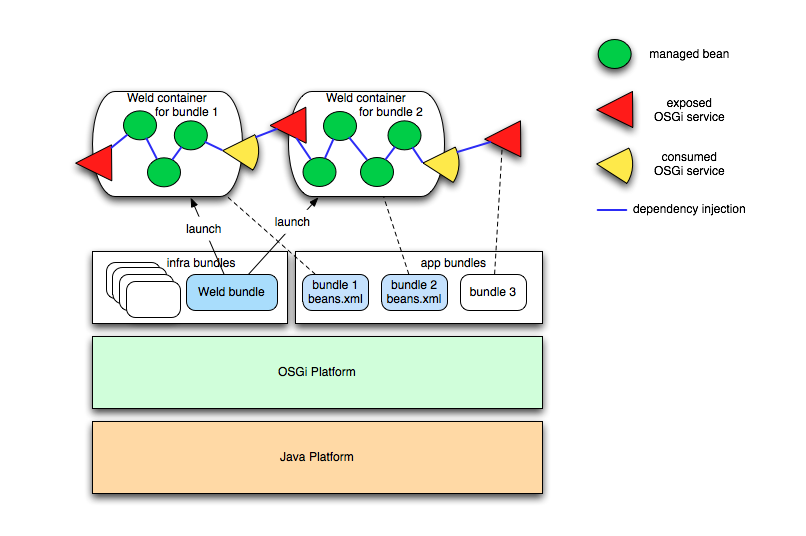 Weld container
for bundle 1
Weld container
for bundle 2
managed bean
exposed
OSGi service
consumed
OSGi service
dependency injection
launch
launch
infra bundles
Weld bundle
app bundles
bundle 1
beans.xml
bundle 2
beans.xml
bundle 3
OSGi Platform
Java Platform